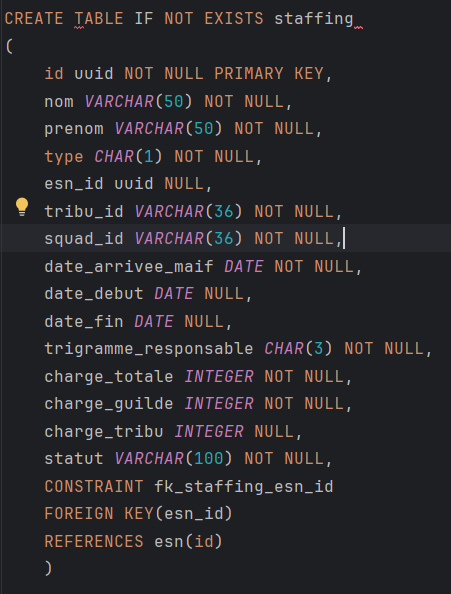 CREATE TABLE IF NOT EXISTS staffing
(
id uuid NOT NULL PRIMARY KEY,
nom VARCHAR(50) NOT NULL,
prenom VARCHAR(50) NOT NULL,
type CHAR(1) NOT NULL,
esn_id uuid NULL,
tribu_id VARCHAR(36) NOT NULL,
squad_id VARCHAR(36) NOT NULL,
date_arrivee_maif DATE NOT NULL,
date_debut DATE NULL,
date_fin DATE NULL,
trigramme_responsable CHAR(3) NOT NULL,
charge_totale INTEGER NOT NULL,
charge_guilde INTEGER NOT NULL,
charge_tribu INTEGER NULL,
statut VARCHAR(100) NOT NULL,
CONSTRAINT fk_staffing_esn_id
FOREIGN KEY(esn_id)
REFERENCES esn(id)
)